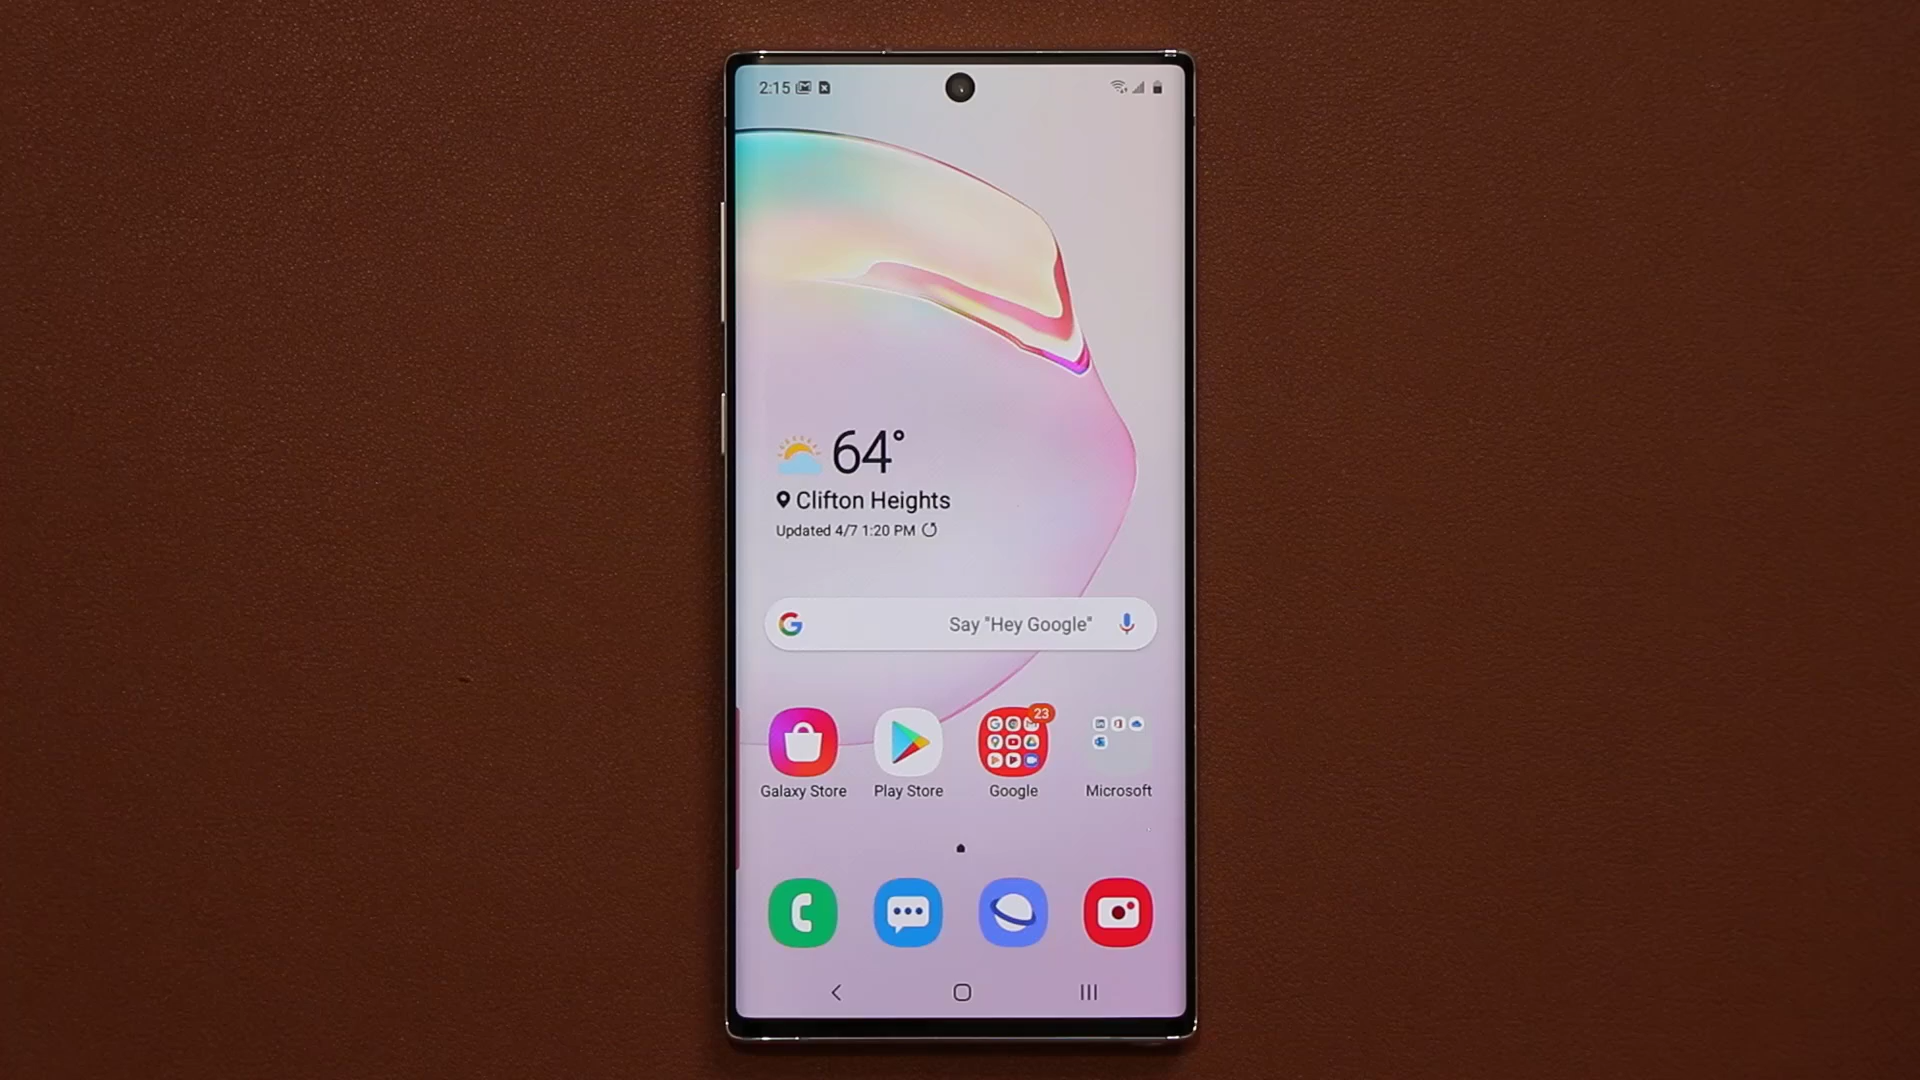 2:15
64°
Clifton Heights
Updated 4/7 1:20 PM
G
Say "Hey Google"
23
Galaxy Store
Play Store
Google
Microsoft